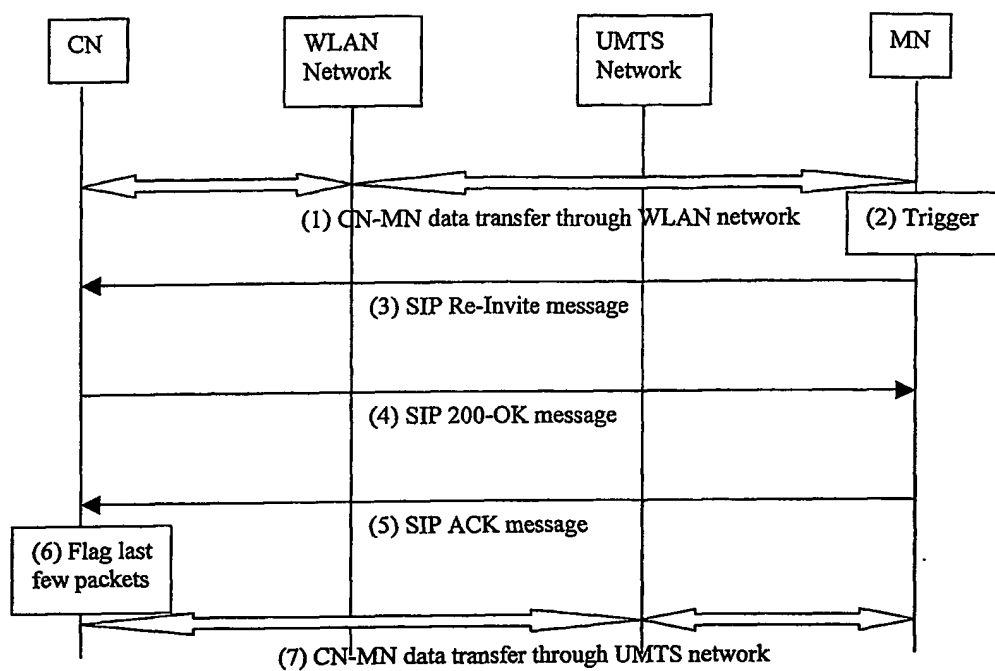 CN
WLAN
Network
UMTS
Network
MN
(1) CN-MN data transfer through WLAN network
(2) Trigger
(3) SIP Re-Invite message
(4) SIP 200-OK message
(5) SIP ACK message
(6) Flag last
few packets
(7) CN-MN data transfer through UMTS network